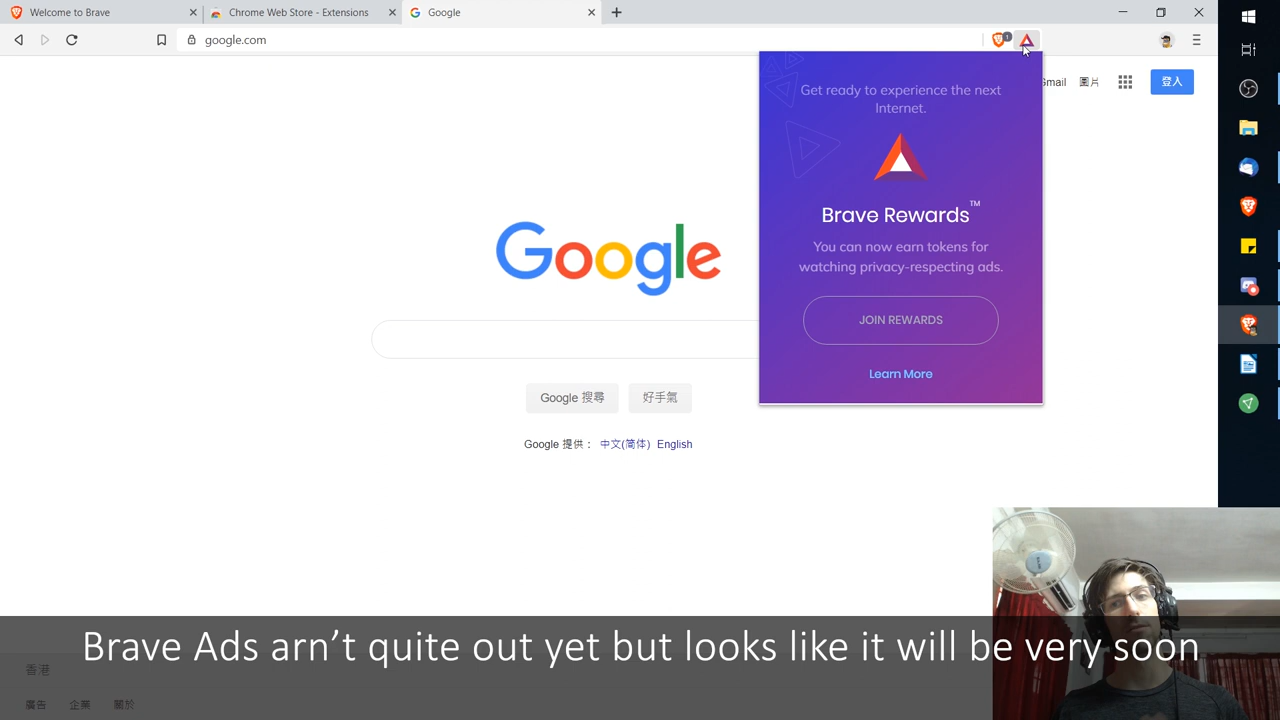 Welcome to Brave
Chrome Web Store - Extensions
Google
google.com
1
Gmail
圖片
登入
Get ready to experience the next
Internet.
Brave Rewards™
You can now earn tokens for
watching privacy-respecting ads.
JOIN REWARDS
Learn More
Google
Google 搜尋
好手氣
Google 提供：
中文(简体)
English
Brave Ads arn’t quite out yet but looks like it will be very soon
香港
廣告
企業
關於